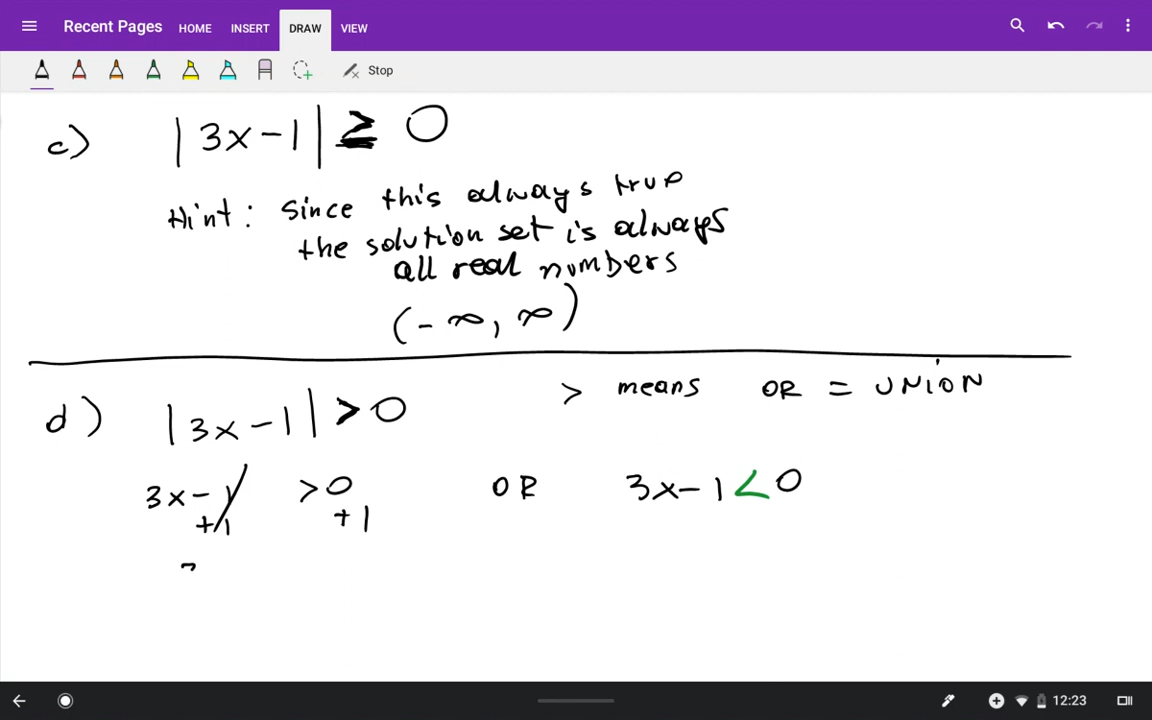 Recent Pages HOME INSERT DRAW VIEW
Stop
c) |3x-1| ≥ 0
Hint: Since this always true
the solution set is always
all real numbers
(-∞, ∞)
d) |3x-1| > 0 > means OR = UNION
3x-1 >0 OR 3x-1<0
+1 +1
12:23